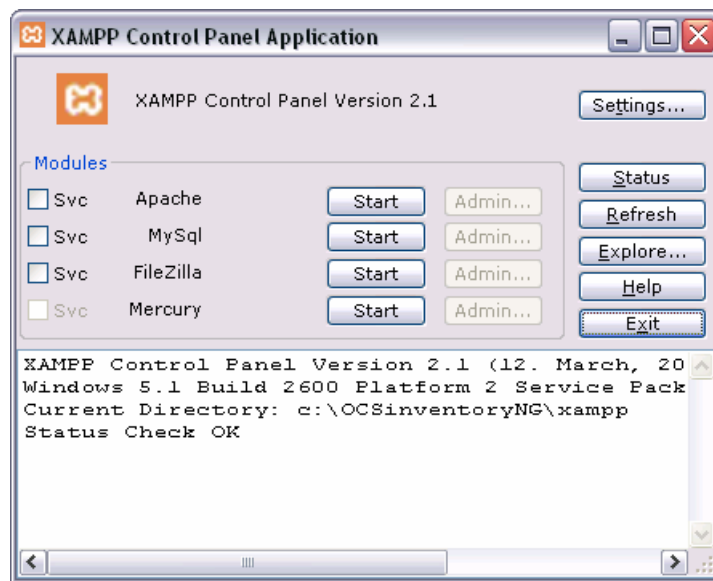 XAMPP Control Panel Application
XAMPP Control Panel Version 2.1
Settings...
Modules
Svc Apache Start Admin...
Svc MySql Start Admin...
Svc FileZilla Start Admin...
Svc Mercury Start Admin...
Status
Refresh
Explore...
Help
Exit
XAMPP Control Panel Version 2.1 (12. March, 20
Windows 5.1 Build 2600 Platform 2 Service Pack
Current Directory: c:\OCSinventoryNG\xampp
Status Check OK